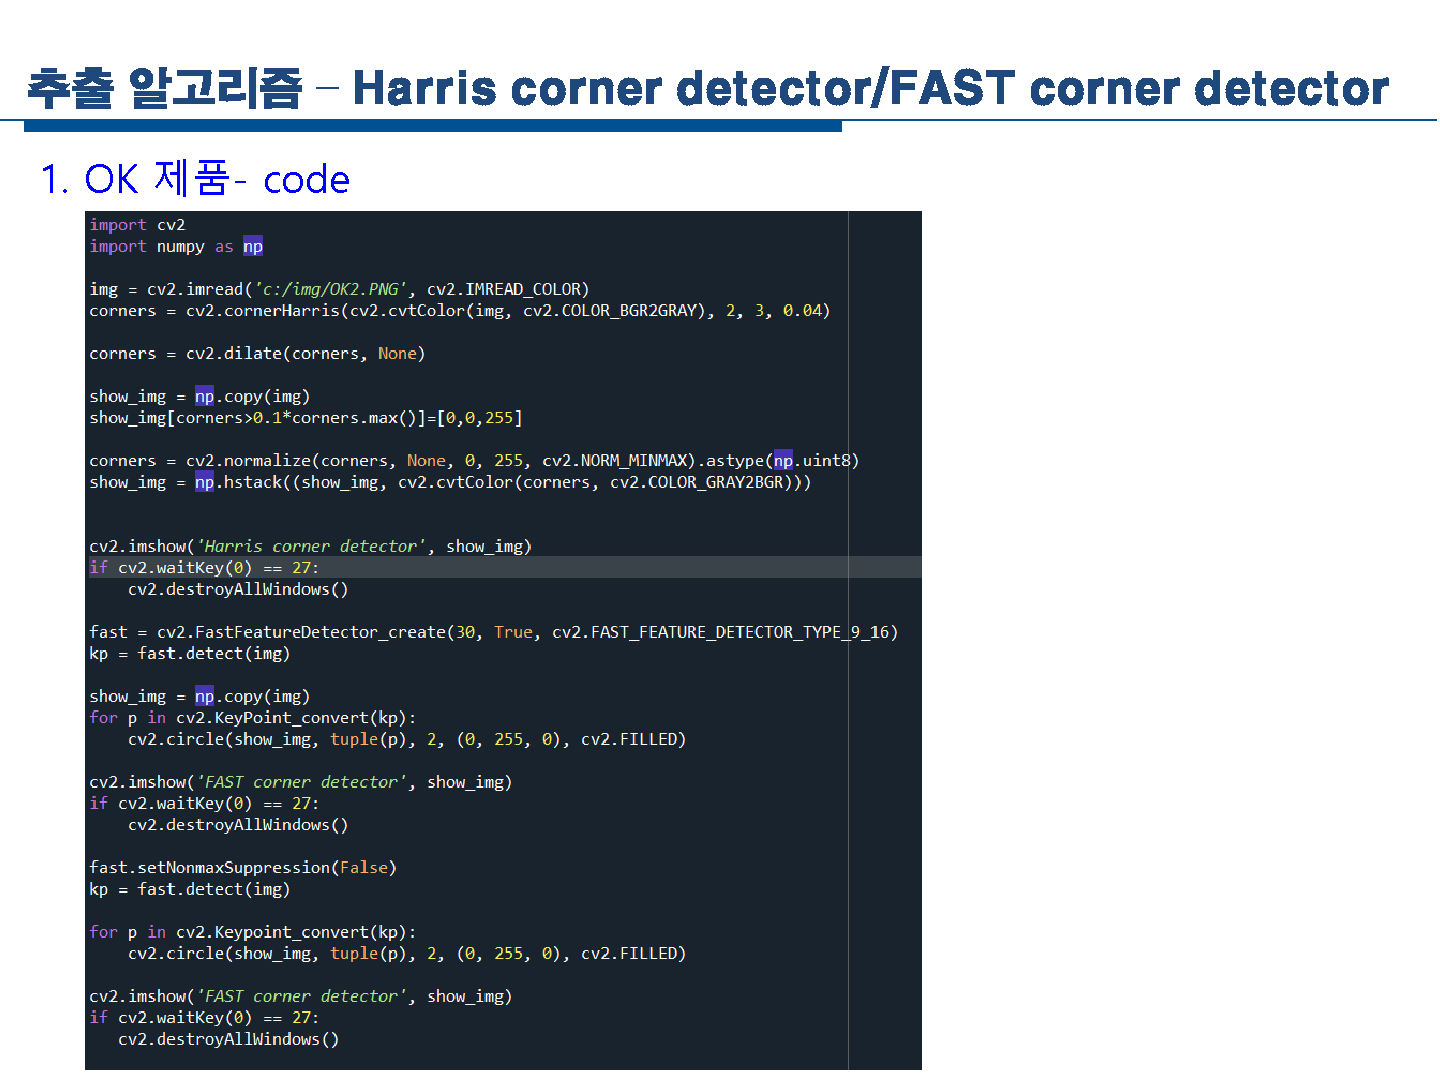 추출 알고리즘 – Harris corner detector/FAST corner detector
1. OK 제품- code
import cv2
import numpy as np
img = cv2.imread('c:/img/OK2.PNG', cv2.IMREAD_COLOR)
corners = cv2.cornerHarris(cv2.cvtColor(img, cv2.COLOR_BGR2GRAY), 2, 3, 0.04)
corners = cv2.dilate(corners, None)
show_img = np.copy(img)
show_img[corners>0.1*corners.max()]=[0,0,255]
corners = cv2.normalize(corners, None, 0, 255, cv2.NORM_MINMAX).astype(np.uint8)
show_img = np.hstack((show_img, cv2.cvtColor(corners, cv2.COLOR_GRAY2BGR)))
cv2.imshow('Harris corner detector', show_img)
if cv2.waitKey(0) == 27:
    cv2.destroyAllWindows()
fast = cv2.FastFeatureDetector_create(30, True, cv2.FAST_FEATURE_DETECTOR_TYPE_9_16)
kp = fast.detect(img)
show_img = np.copy(img)
for p in cv2.KeyPoint_convert(kp):
    cv2.circle(show_img, tuple(p), 2, (0, 255, 0), cv2.FILLED)
cv2.imshow('FAST corner detector', show_img)
if cv2.waitKey(0) == 27:
    cv2.destroyAllWindows()
fast.setNonmaxSuppression(False)
kp = fast.detect(img)
for p in cv2.Keypoint_convert(kp):
    cv2.circle(show_img, tuple(p), 2, (0, 255, 0), cv2.FILLED)
cv2.imshow('FAST corner detector', show_img)
if cv2.waitKey(0) == 27:
   cv2.destroyAllWindows()